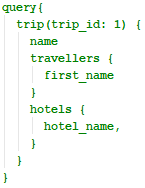 query{
  trip(trip_id: 1) {
    name
    travellers {
      first_name
    }
    hotels {
      hotel_name,
    }
  }
}